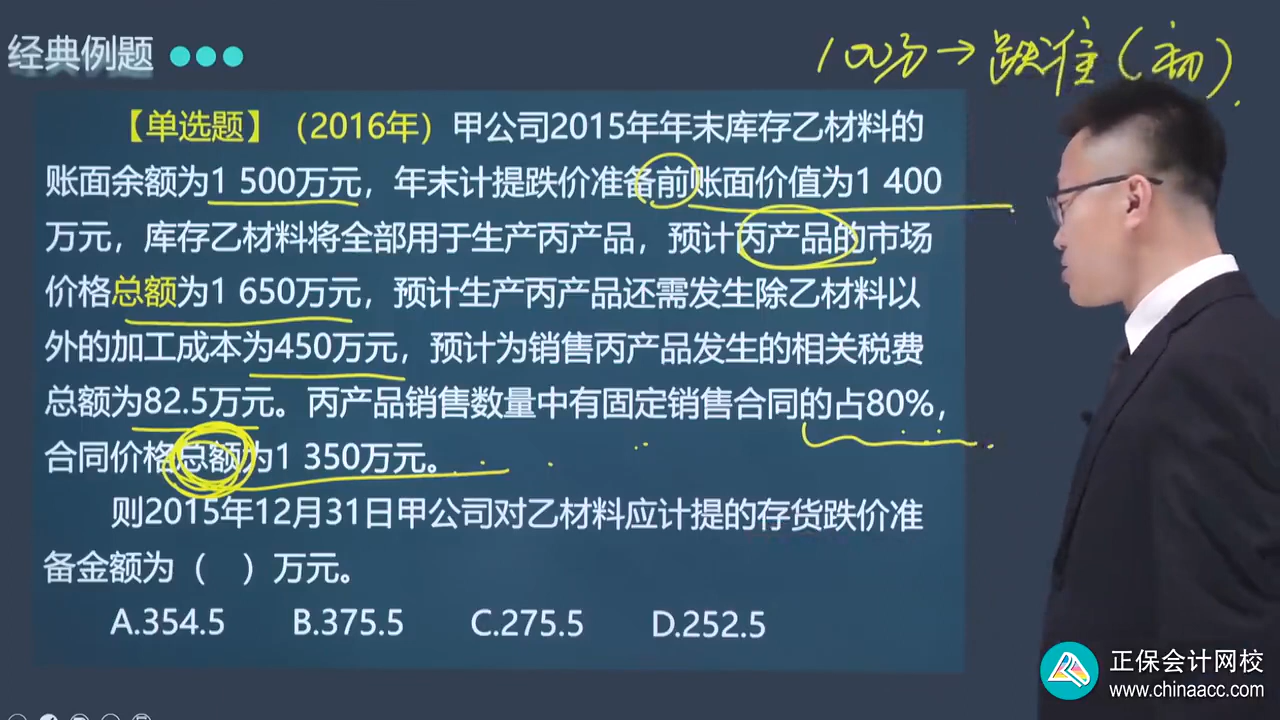 经典例题
100万→跌准（初）.
【单选题】（2016年）甲公司2015年年末库存乙材料的
账面余额为1 500万元，年末计提跌价准备前账面价值为1 400
万元，库存乙材料将全部用于生产丙产品，预计丙产品的市场
价格总额为1 650万元，预计生产丙产品还需发生除乙材料以
外的加工成本为450万元，预计为销售丙产品发生的相关税费
总额为82.5万元。丙产品销售数量中有固定销售合同的占80%，
合同价格总额为1 350万元。
则2015年12月31日甲公司对乙材料应计提的存货跌价准
备金额为（ ）万元。
A.354.5 B.375.5 C.275.5 D.252.5
正保会计网校
www.chinaacc.com